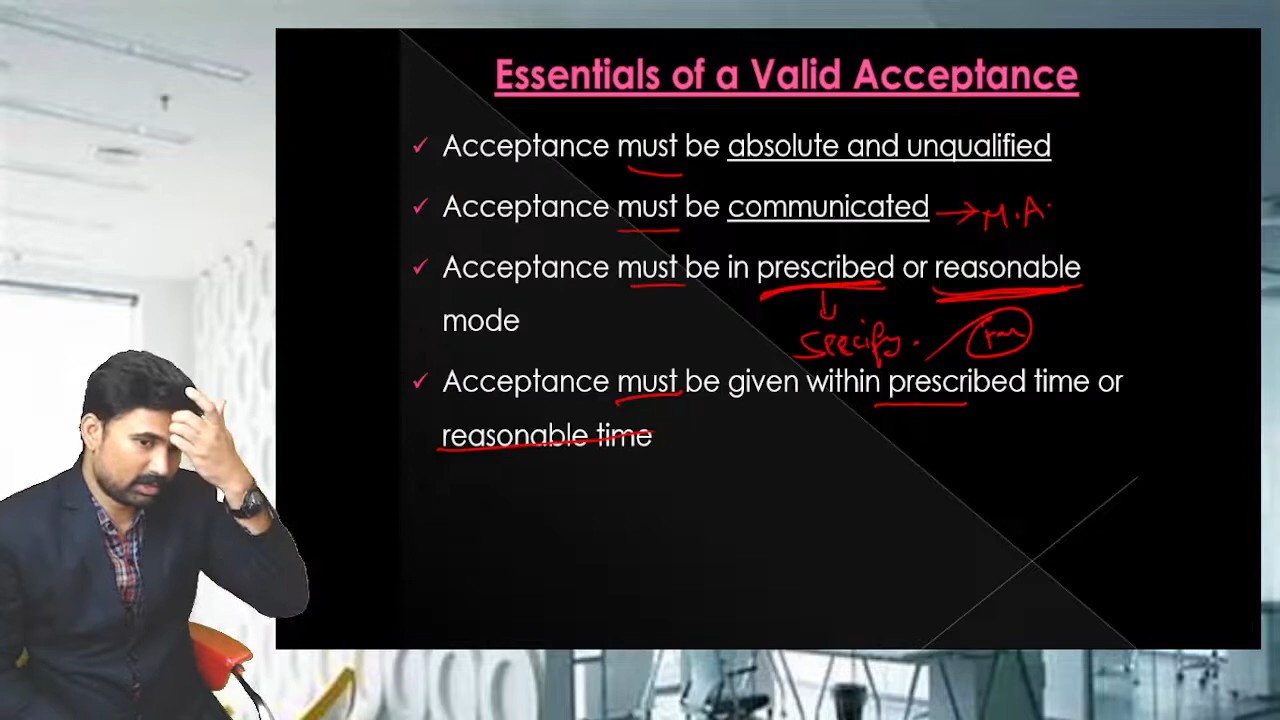 Essentials of a Valid Acceptance
✓ Acceptance must be absolute and unqualified
✓ Acceptance must be communicated → M.A.
✓ Acceptance must be in prescribed or reasonable
mode
specify.
✓ Acceptance must be given within prescribed time or
reasonable time